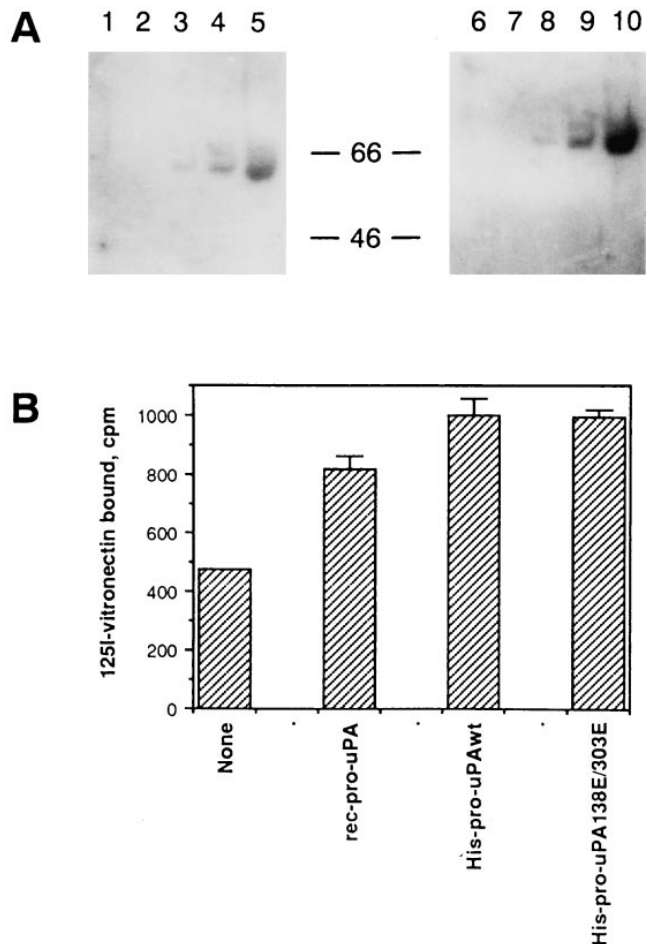 A
1 2 3 4 5
6 7 8 9 10
— 66 —
— 46 —
B
125I-vitronectin bound, cpm
1000
800
600
400
200
0
None
rec-pro-uPA
His-pro-uPAwt
His-pro-uPA138E/303E